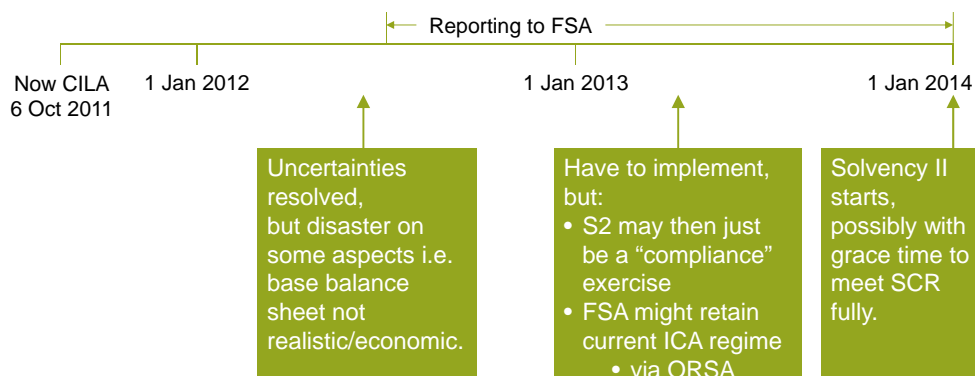 Reporting to FSA
Now CILA
6 Oct 2011
1 Jan 2012
1 Jan 2013
1 Jan 2014
Uncertainties
resolved,
but disaster on
some aspects i.e.
base balance
sheet not
realistic/economic.
Have to implement,
but:
• S2 may then just
be a “compliance”
exercise
• FSA might retain
current ICA regime
• via ORSA
Solvency II
starts,
possibly with
grace time to
meet SCR
fully.